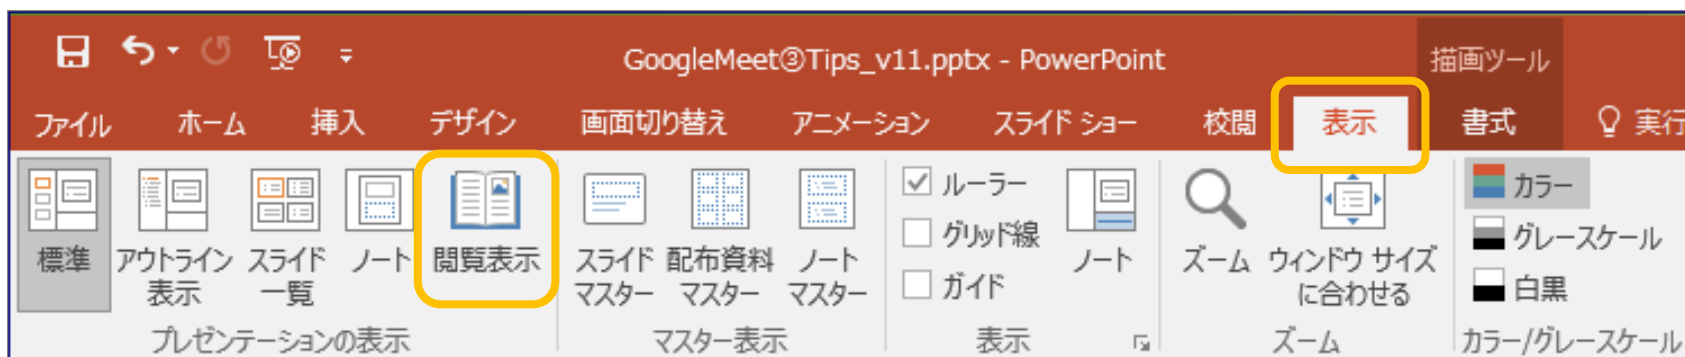 GoogleMeet③Tips_v11.pptx - PowerPoint
描画ツール
ファイル ホーム 挿入 デザイン 画面切り替え アニメーション スライド ショー 校閲 表示 書式 実行
標準
アウトライン
表示
スライド
一覧
ノート
閲覧表示
プレゼンテーションの表示
スライド
マスター
配布資料
マスター
ノート
マスター
マスター表示
ルーラー
グリッド線
ガイド
ノート
表示
ズーム
ウィンドウ サイズ
に合わせる
ズーム
カラー
グレースケール
白黒
カラー/グレースケール